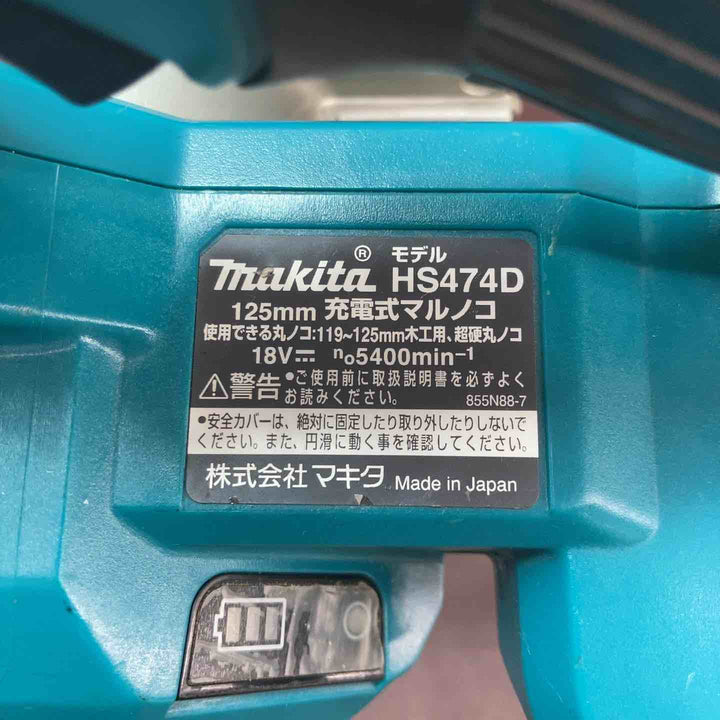 ® モデル
makita HS474D
125mm 充電式マルノコ
使用できる丸ノコ:119~125mm木工用、超硬丸ノコ
18V⎓ n₀5400min⁻¹
⚠警告 ●ご使用前に取扱説明書を必ずよく
お読みください。 855N88-7
●安全カバーは、絶対に固定したり取り外したりしないで
ください。また、円滑に動く事を確認してください。
株式会社マキタ Made in Japan